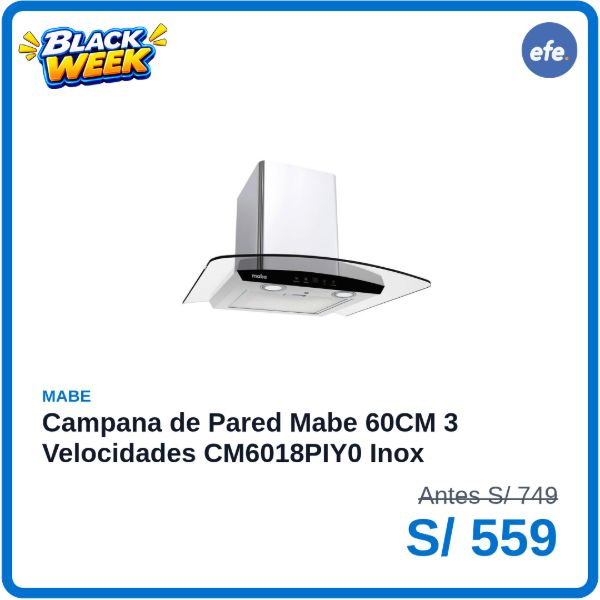 BLACK
WEEK
efe.
mabe
MABE
Campana de Pared Mabe 60CM 3
Velocidades CM6018PIY0 Inox
Antes S/ 749
S/ 559